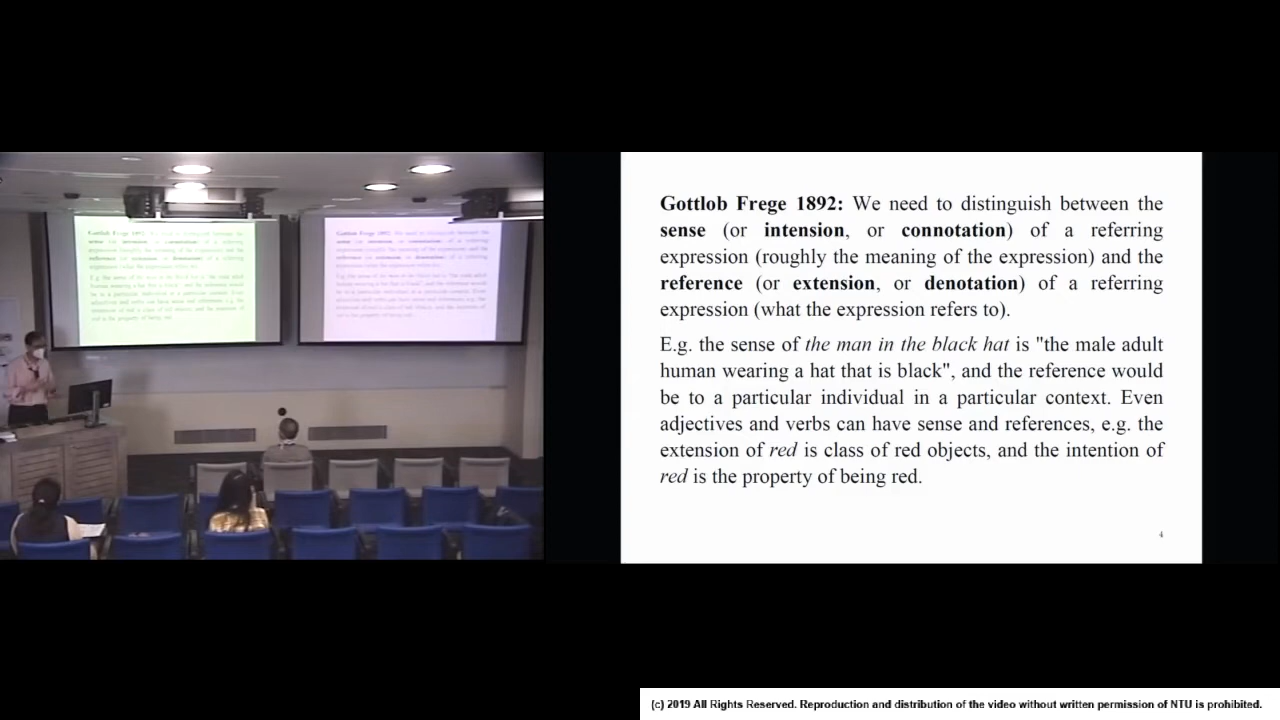 Gottlob Frege 1892: We need to distinguish between the
sense (or intension, or connotation) of a referring
expression (roughly the meaning of the expression) and the
reference (or extension, or denotation) of a referring
expression (what the expression refers to).
E.g. the sense of the man in the black hat is "the male adult
human wearing a hat that is black", and the reference would
be to a particular individual in a particular context. Even
adjectives and verbs can have sense and references, e.g. the
extension of red is class of red objects, and the intention of
red is the property of being red.
4
(c) 2019 All Rights Reserved. Reproduction and distribution of the video without written permission of NTU is prohibited.